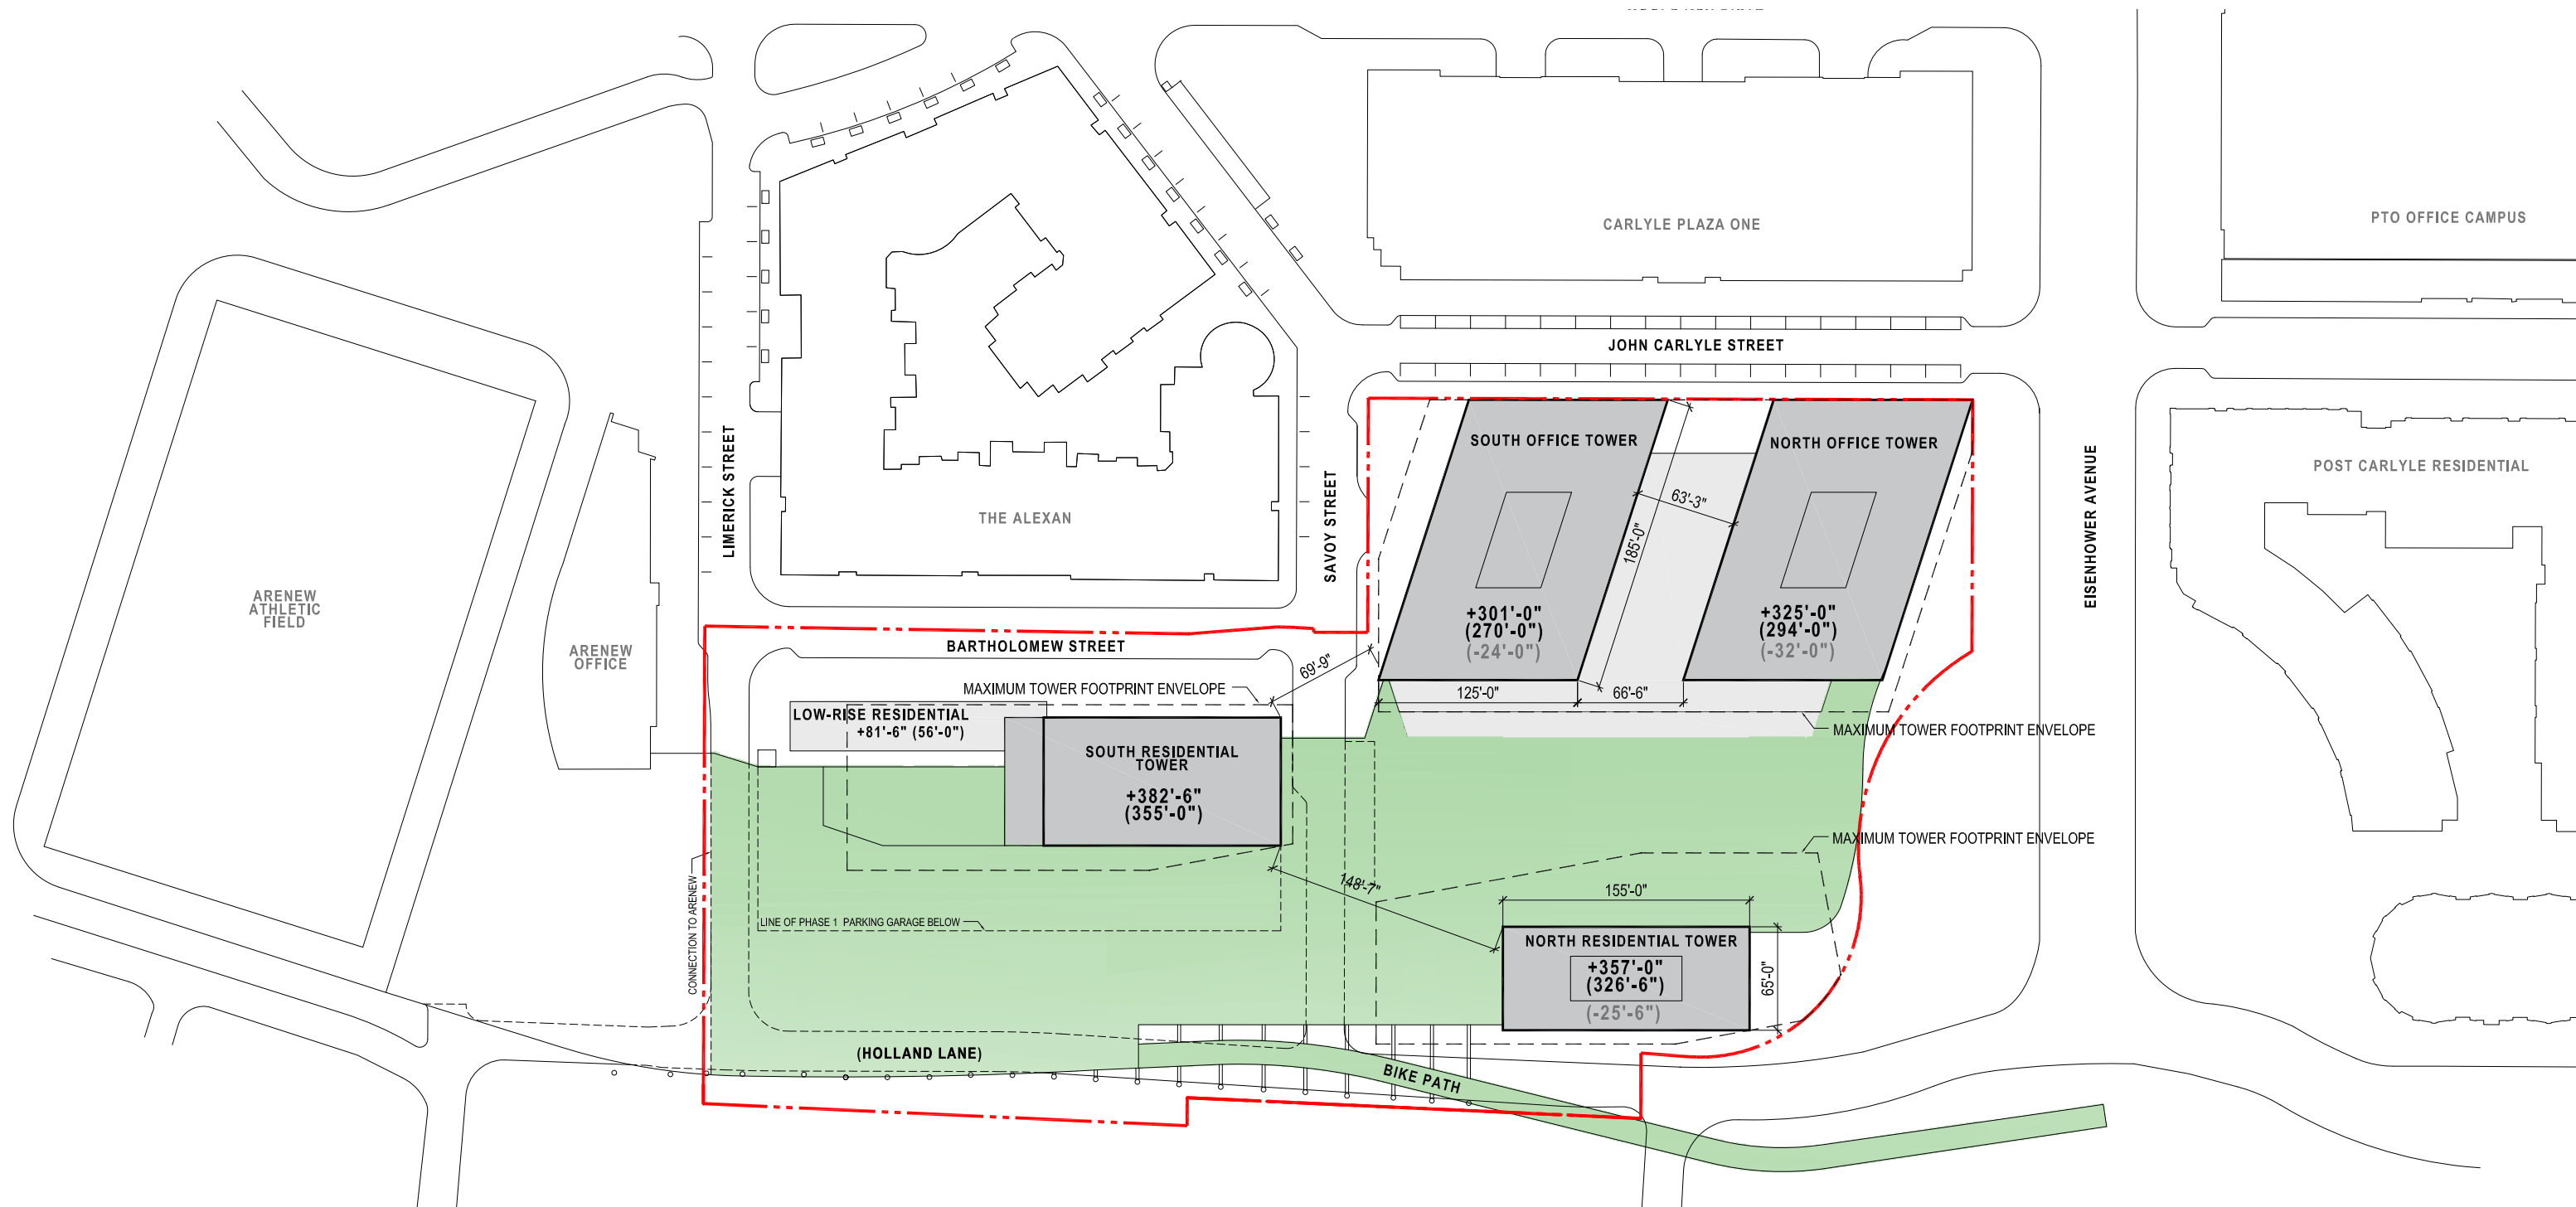 CARLYLE PLAZA ONE
PTO OFFICE CAMPUS
JOHN CARLYLE STREET
LIMERICK STREET
THE ALEXAN
SAVOY STREET
SOUTH OFFICE TOWER
+301'-0"
(270'-0")
(-24'-0")
NORTH OFFICE TOWER
+325'-0"
(294'-0")
(-32'-0")
63'-3"
185'-0"
125'-0"
66'-6"
EISENHOWER AVENUE
POST CARLYLE RESIDENTIAL
ARENEW
ATHLETIC
FIELD
ARENEW
OFFICE
BARTHOLOMEW STREET
69'-9"
MAXIMUM TOWER FOOTPRINT ENVELOPE
LOW-RISE RESIDENTIAL
+81'-6" (56'-0")
SOUTH RESIDENTIAL
TOWER
+382'-6"
(355'-0")
MAXIMUM TOWER FOOTPRINT ENVELOPE
MAXIMUM TOWER FOOTPRINT ENVELOPE
148'-7"
155'-0"
CONNECTION TO ARENEW
LINE OF PHASE 1 PARKING GARAGE BELOW
NORTH RESIDENTIAL TOWER
+357'-0"
(326'-6")
(-25'-6")
65'-0"
(HOLLAND LANE)
BIKE PATH